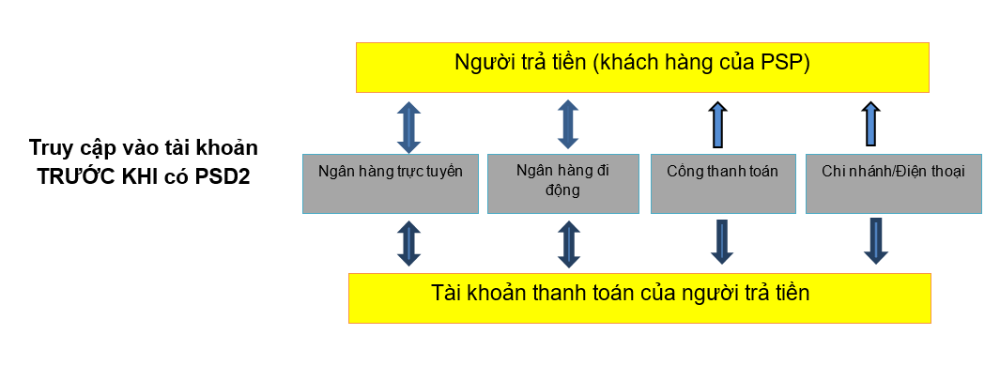 Người trả tiền (khách hàng của PSP)
Truy cập vào tài khoản
TRƯỚC KHI có PSD2
Ngân hàng trực tuyến
Ngân hàng đi
động
Cổng thanh toán
Chi nhánh/Điện thoại
Tài khoản thanh toán của người trả tiền